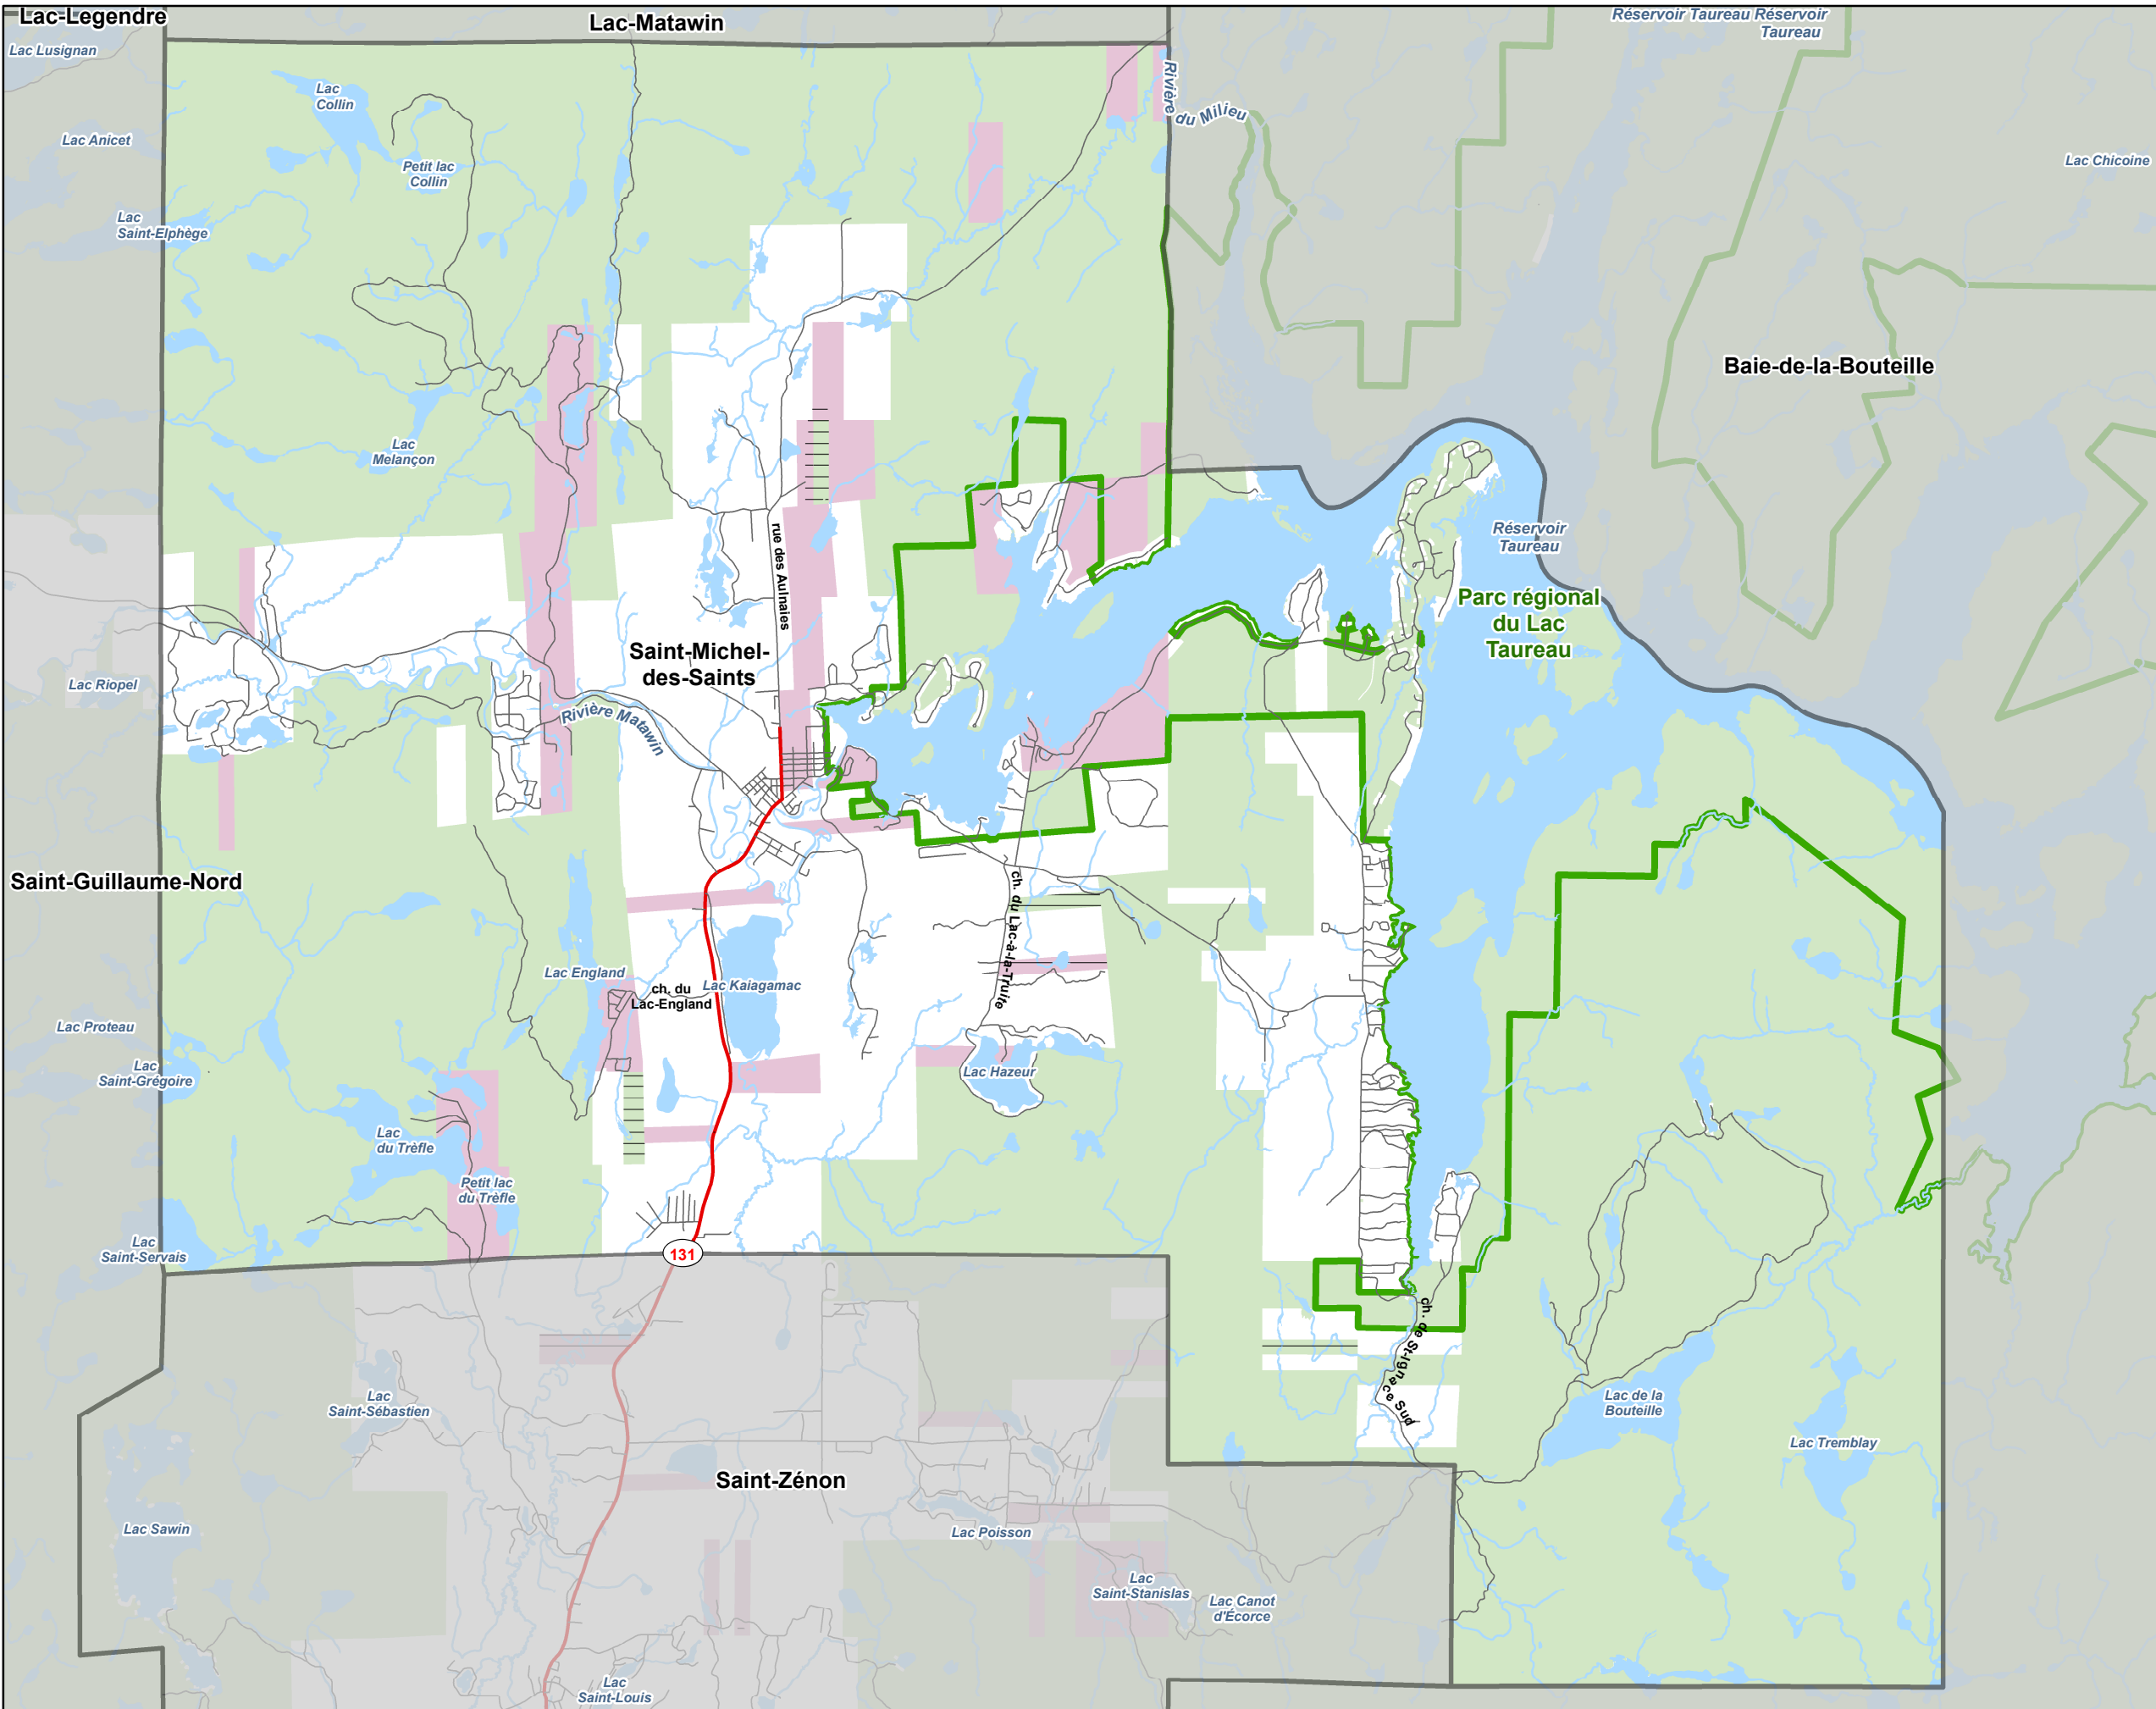 Lac-Legendre
Lac-Matawin
Réservoir Taureau Réservoir
Taureau
Lac Lusignan
Lac
Collin
Rivière
du Milieu
Lac Anicet
Petit lac
Collin
Lac Chicoine
Lac
Saint-Elphège
Baie-de-la-Bouteille
Lac
Melançon
rue des Aulnaies
Réservoir
Taureau
Parc régional
du Lac
Taureau
Saint-Michel-
des-Saints
Lac Riopel
Rivière Matawin
Saint-Guillaume-Nord
ch. du Lac-à-la-Truite
Lac England
ch. du
Lac-England
Lac Kaiagamac
Lac Proteau
Lac
Saint-Grégoire
Lac Hazeur
Lac
du Trèfle
Petit lac
du Trèfle
Lac
Saint-Servais
131
ch. de St-Ignace Sud
Lac
Saint-Sébastien
Lac de la
Bouteille
Lac Tremblay
Saint-Zénon
Lac Sawin
Lac Poisson
Lac
Saint-Stanislas
Lac Canot
d'Écorce
Lac
Saint-Louis